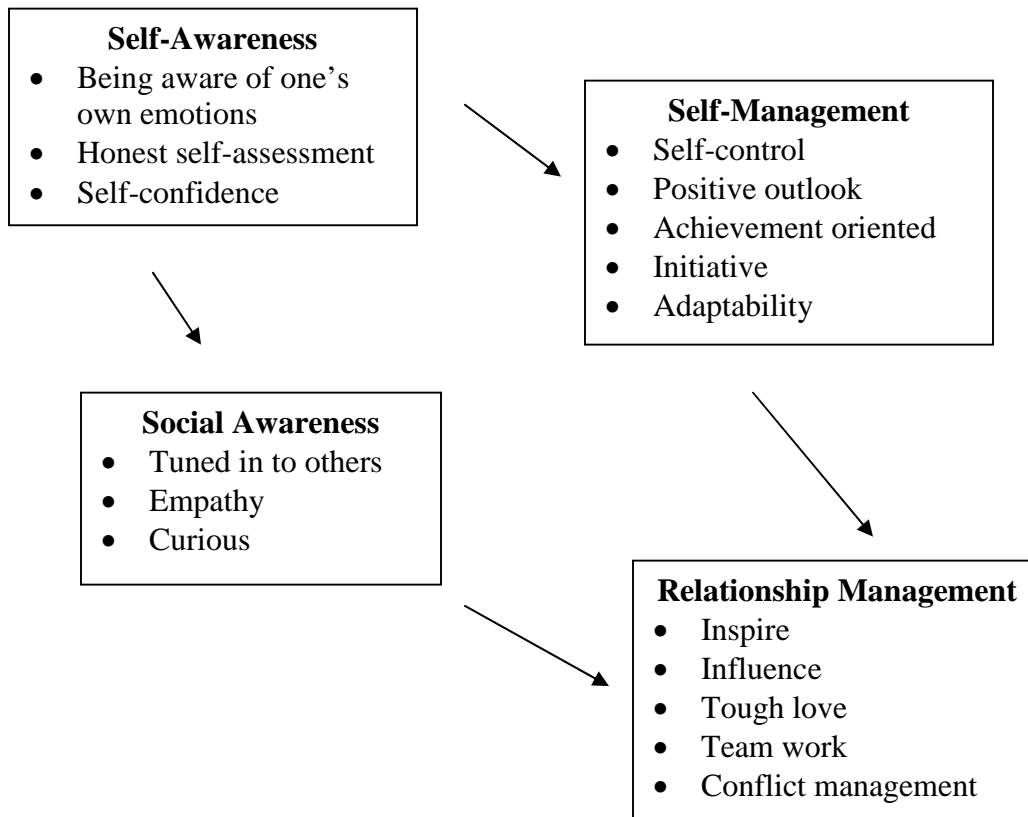 Self-Awareness
• Being aware of one’s
own emotions
• Honest self-assessment
• Self-confidence
Self-Management
• Self-control
• Positive outlook
• Achievement oriented
• Initiative
• Adaptability
Social Awareness
• Tuned in to others
• Empathy
• Curious
Relationship Management
• Inspire
• Influence
• Tough love
• Team work
• Conflict management